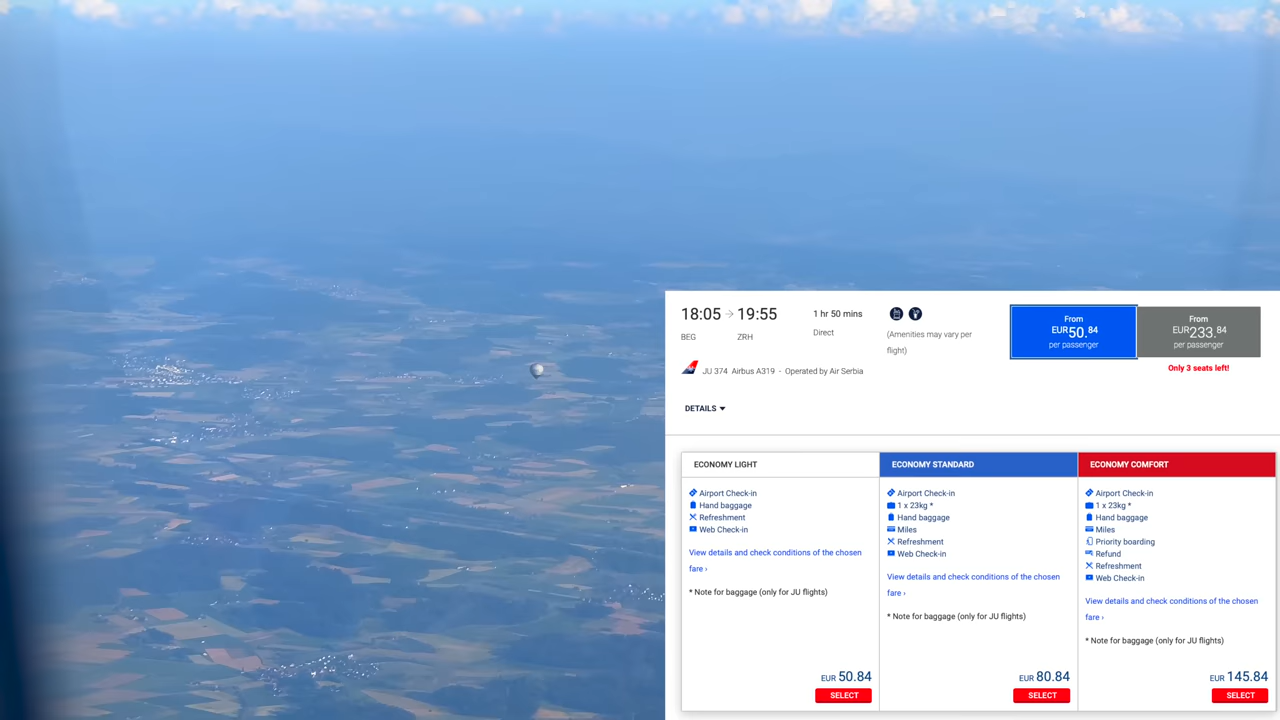 18:05 → 19:55
BEG ZRH
1 hr 50 mins
Direct
(Amenities may vary per
flight)
From
EUR50.84
per passenger
From
EUR233.84
per passenger
Only 3 seats left!
JU 374 Airbus A319 - Operated by Air Serbia
DETAILS
ECONOMY LIGHT
Airport Check-in
Hand baggage
Refreshment
Web Check-in
View details and check conditions of the chosen
fare ›
* Note for baggage (only for JU flights)
EUR 50.84
SELECT
ECONOMY STANDARD
Airport Check-in
1 x 23kg *
Hand baggage
Miles
Refreshment
Web Check-in
View details and check conditions of the chosen
fare ›
* Note for baggage (only for JU flights)
EUR 80.84
SELECT
ECONOMY COMFORT
Airport Check-in
1 x 23kg *
Hand baggage
Miles
Priority boarding
Refund
Refreshment
Web Check-in
View details and check conditions of the chosen
fare ›
* Note for baggage (only for JU flights)
EUR 145.84
SELECT